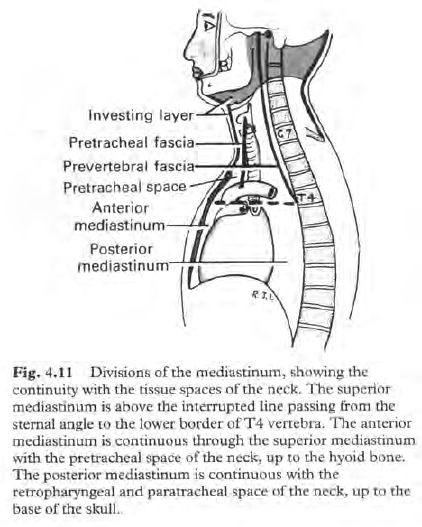 Investing layer
Pretracheal fascia
Prevertebral fascia
Pretracheal space
Anterior
mediastinum
Posterior
mediastinum
C7
T4
R.J.L.
Fig. 4.11 Divisions of the mediastinum, showing the
continuity with the tissue spaces of the neck. The superior
mediastinum is above the interrupted line passing from the
sternal angle to the lower border of T4 vertebra. The anterior
mediastinum is continuous through the superior mediastinum
with the pretracheal space of the neck, up to the hyoid bone.
The posterior mediastinum is continuous with the
retropharyngeal and paratracheal space of the neck, up to the
base of the skull.